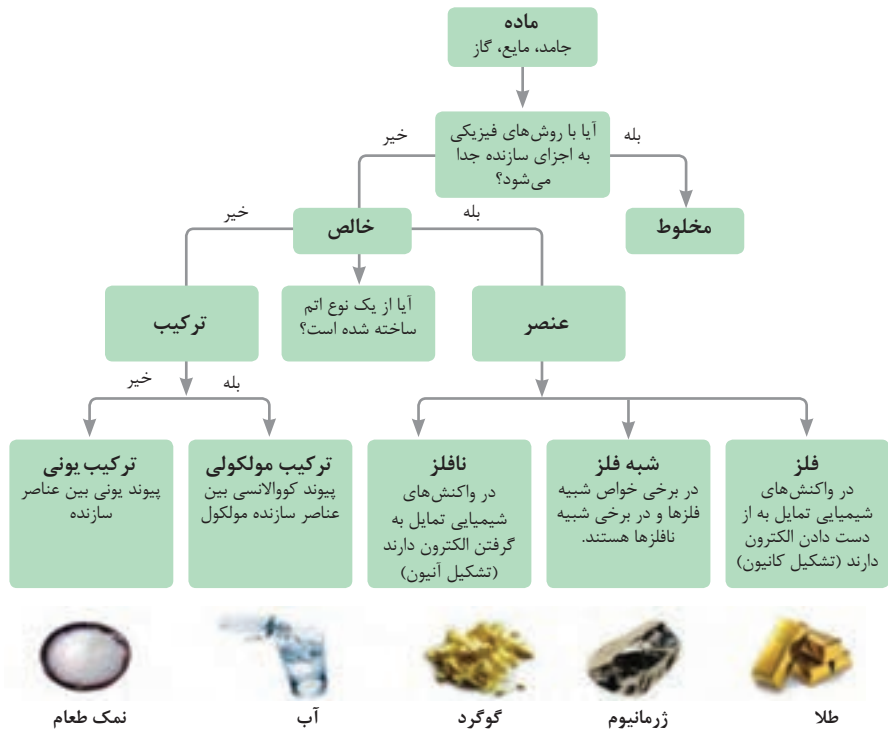 ماده
جامد، مایع، گاز
آیا با روش‌های فیزیکی
به اجزای سازنده جدا
می‌شود؟
بله
خیر
مخلوط
خالص
بله
خیر
عنصر
آیا از یک نوع اتم
ساخته شده است؟
ترکیب
بله
خیر
فلز
در واکنش‌های
شیمیایی تمایل به از
دست دادن الکترون
دارند (تشکیل کاتیون)
شبه فلز
در برخی خواص شبیه
فلزها و در برخی شبیه
نافلزها هستند.
نافلز
در واکنش‌های
شیمیایی تمایل به
گرفتن الکترون دارند
(تشکیل آنیون)
ترکیب مولکولی
پیوند کووالانسی بین
عناصر سازنده مولکول
ترکیب یونی
پیوند یونی بین عناصر
سازنده
طلا
ژرمانیوم
گوگرد
آب
نمک طعام